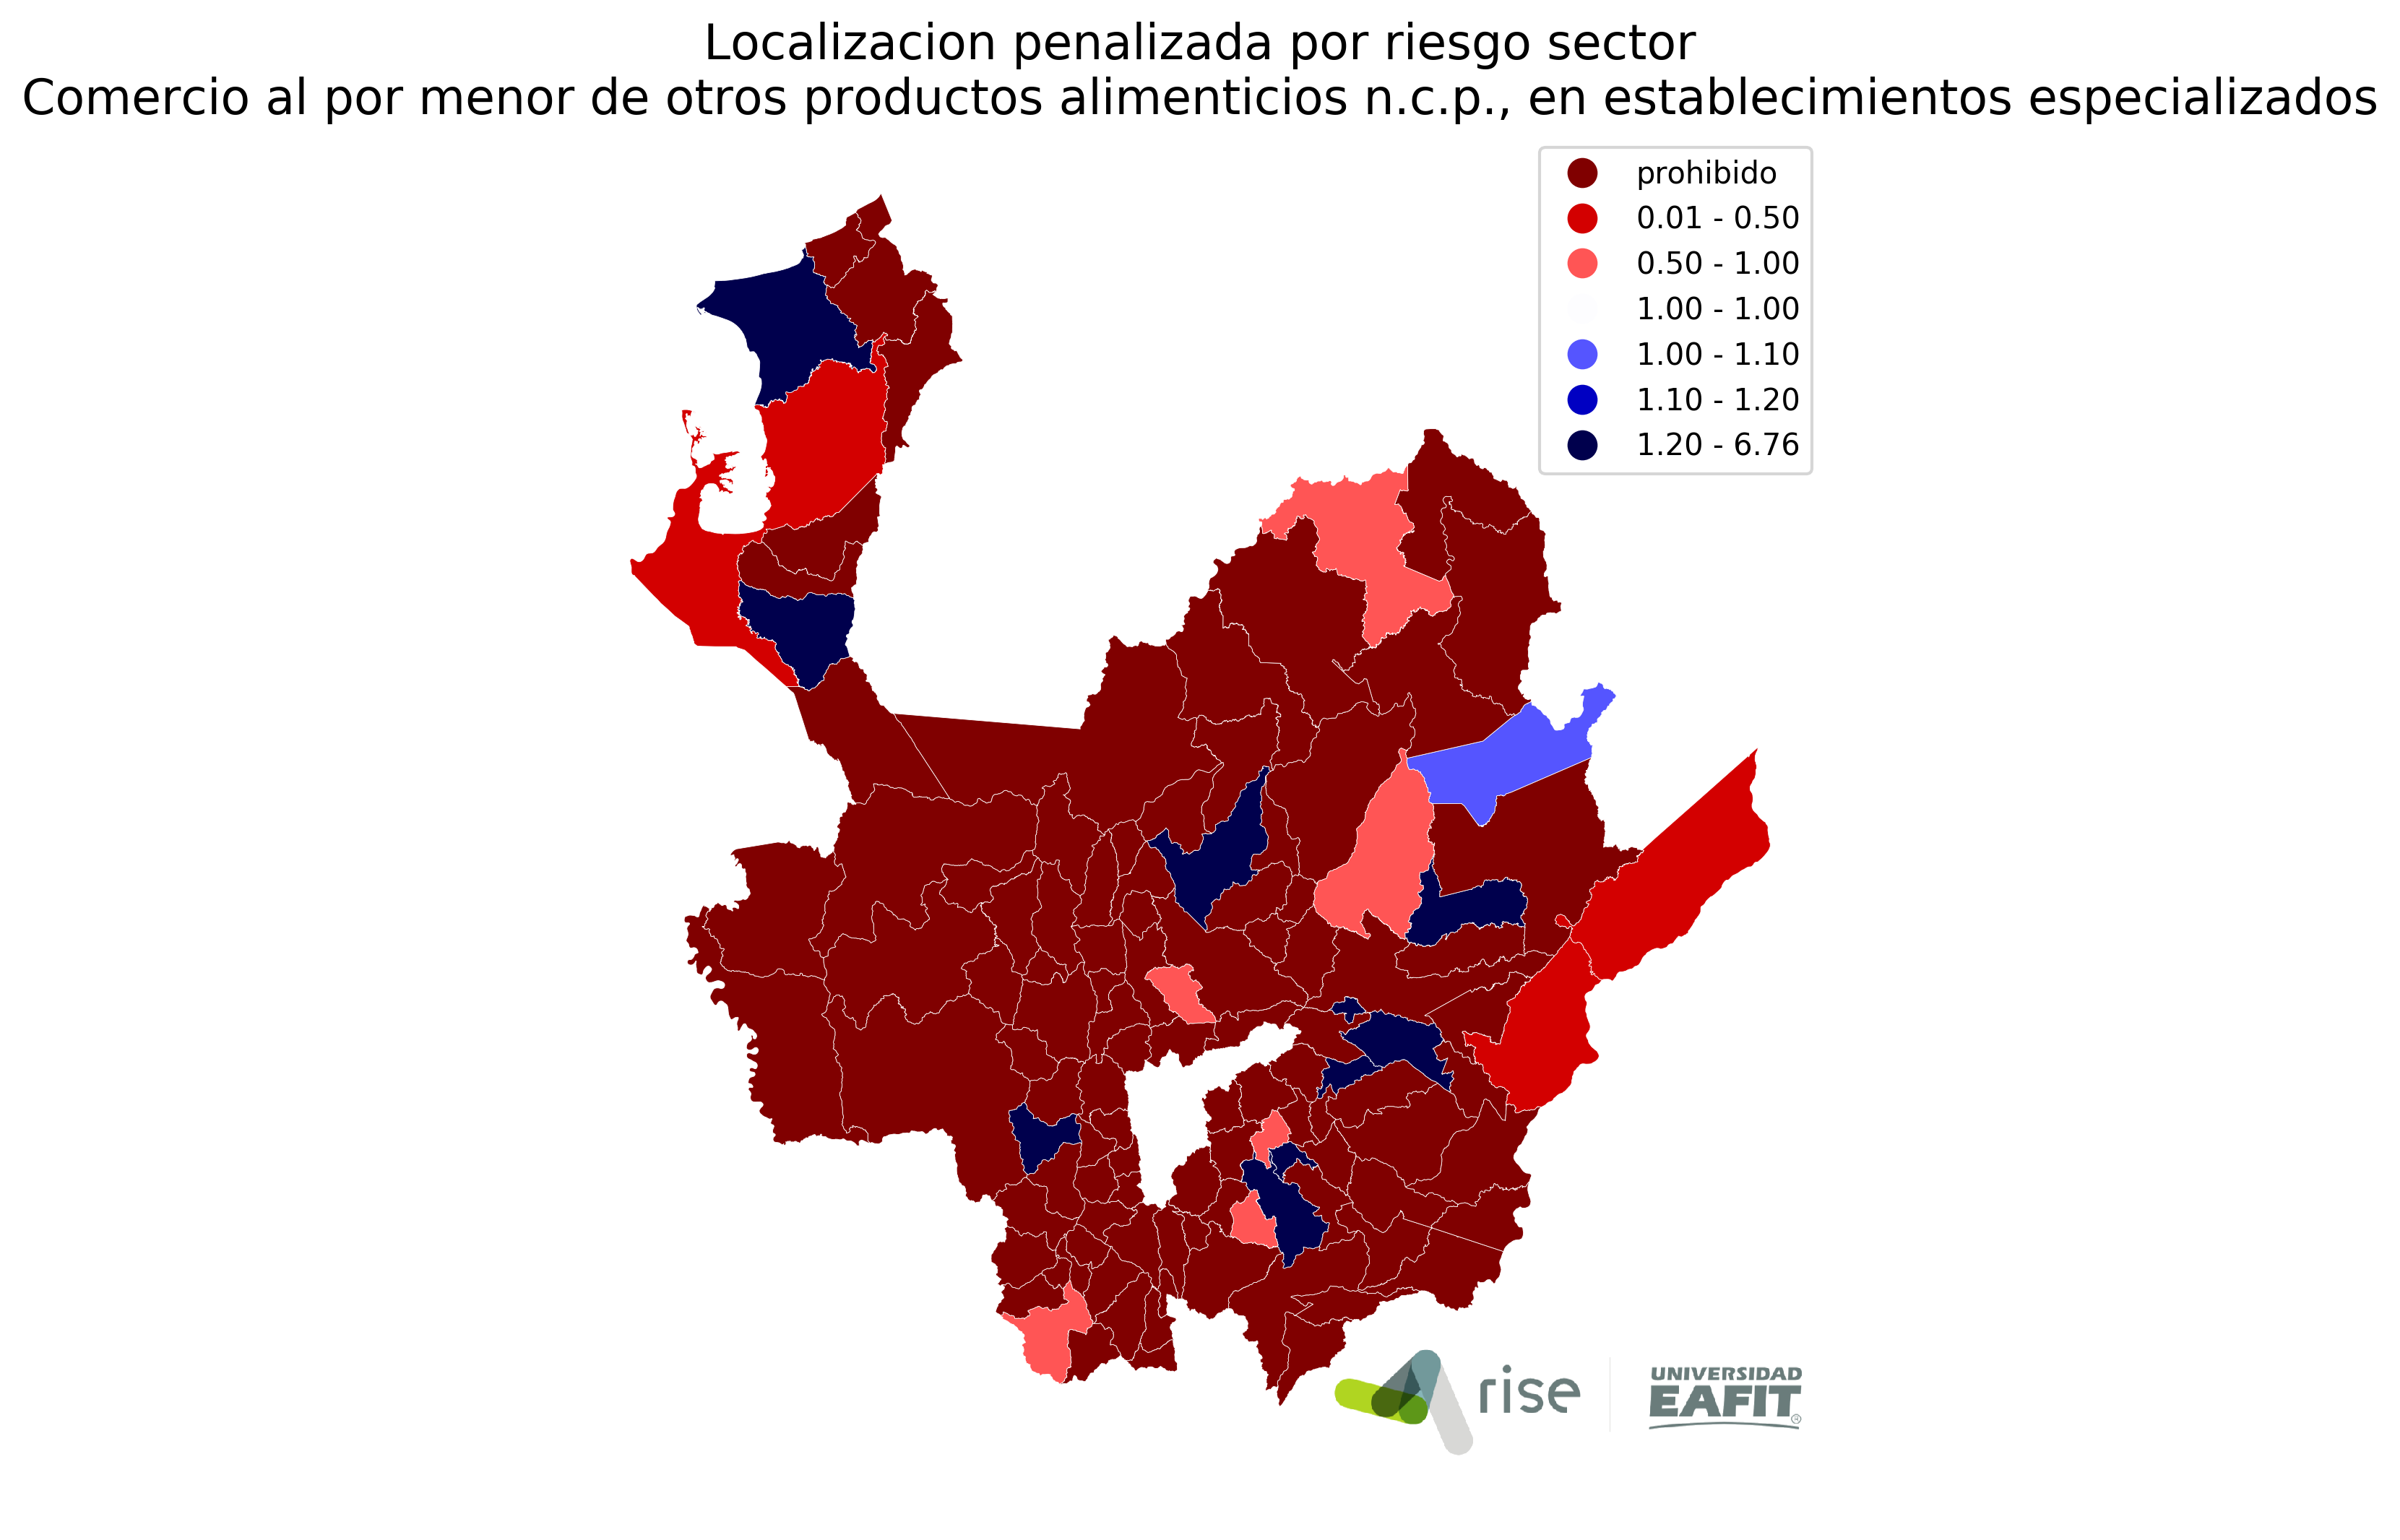 Localizacion penalizada por riesgo sector
Comercio al por menor de otros productos alimenticios n.c.p., en establecimientos especializados
prohibido
0.01 - 0.50
0.50 - 1.00
1.00 - 1.00
1.00 - 1.10
1.10 - 1.20
1.20 - 6.76
rise
UNIVERSIDAD
EAFIT